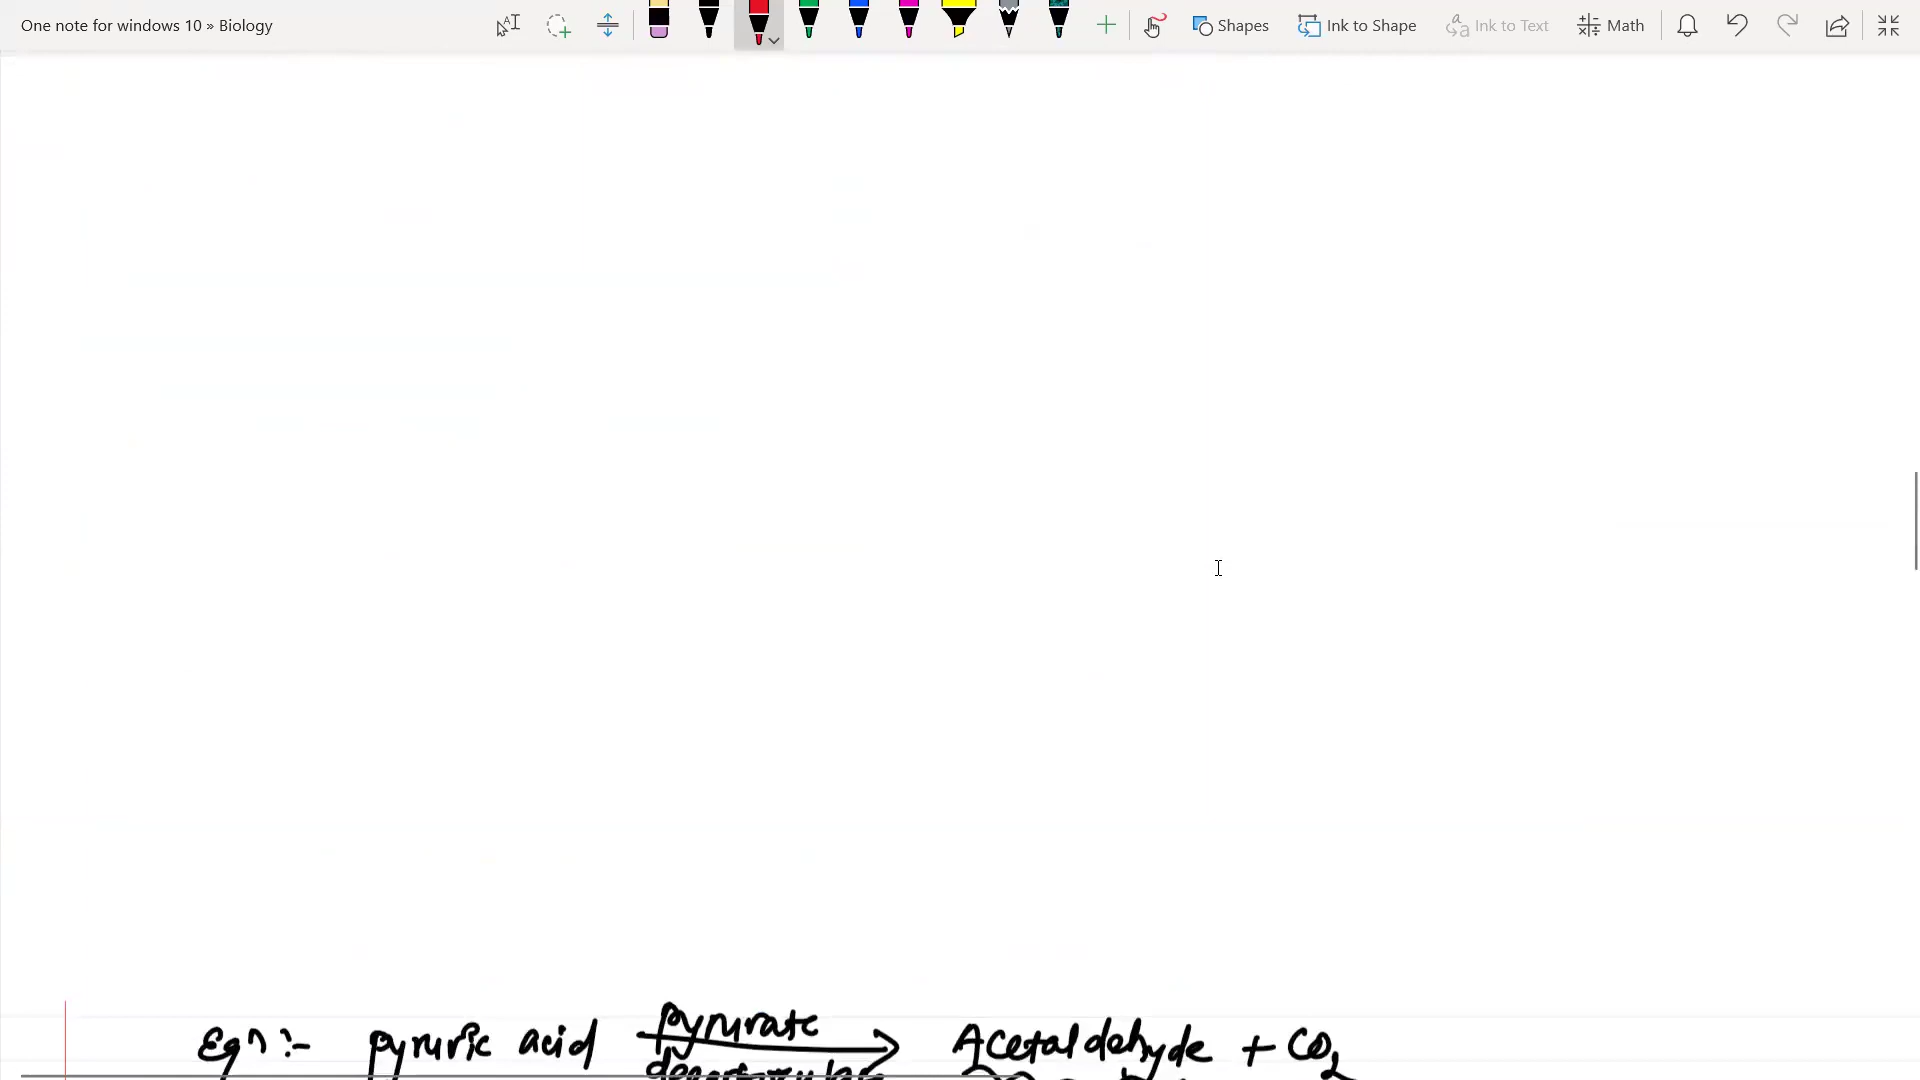 One note for windows 10 » Biology
Shapes
Ink to Shape
Ink to Text
Math
pyruvate
Eqn :- pyruvic acid → Acetaldehyde + CO2